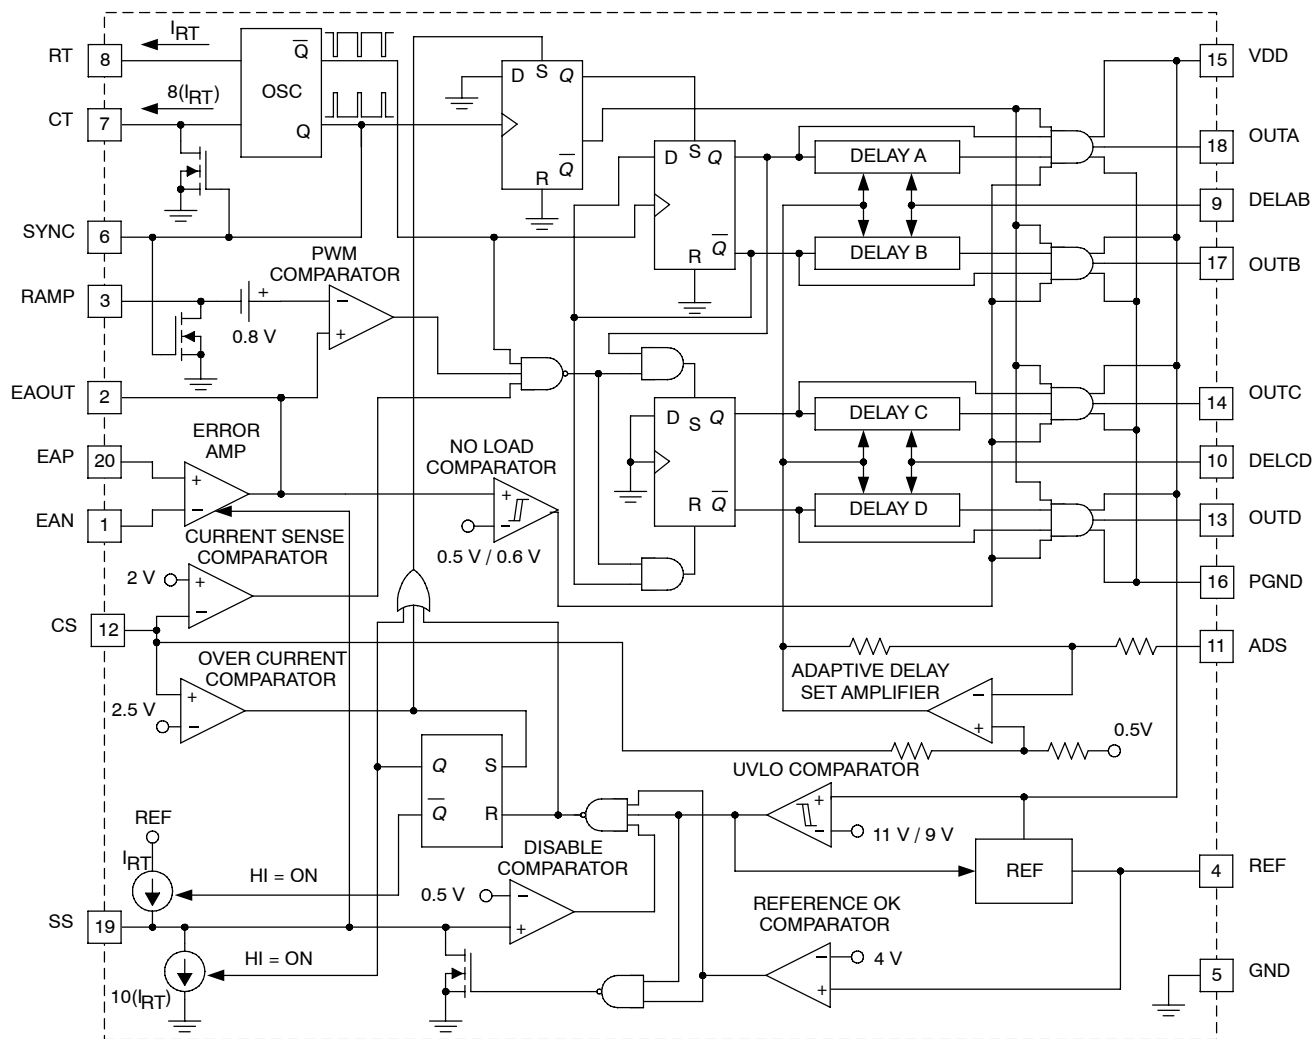 RT
8
I_RT
OSC
Q̅
Q
CT
7
8(I_RT)
SYNC
6
RAMP
3
+
0.8 V
PWM
COMPARATOR
−
+
EAOUT
2
ERROR
AMP
EAP
20
+
−
EAN
1
CURRENT SENSE
COMPARATOR
2 V
+
−
CS
12
OVER CURRENT
COMPARATOR
2.5 V
+
−
NO LOAD
COMPARATOR
+
−
0.5 V / 0.6 V
D
S
Q
Q̅
R
D
S
Q
Q̅
R
D
S
Q
Q̅
R
DELAY A
DELAY B
DELAY C
DELAY D
15
VDD
18
OUTA
9
DELAB
17
OUTB
14
OUTC
10
DELCD
13
OUTD
16
PGND
11
ADS
ADAPTIVE DELAY
SET AMPLIFIER
−
+
0.5V
Q
S
Q̅
R
UVLO COMPARATOR
+
−
11 V / 9 V
REF
4
REF
REF
I_RT
HI = ON
DISABLE
COMPARATOR
0.5 V
−
+
SS
19
HI = ON
10(I_RT)
REFERENCE OK
COMPARATOR
−
+
4 V
5
GND